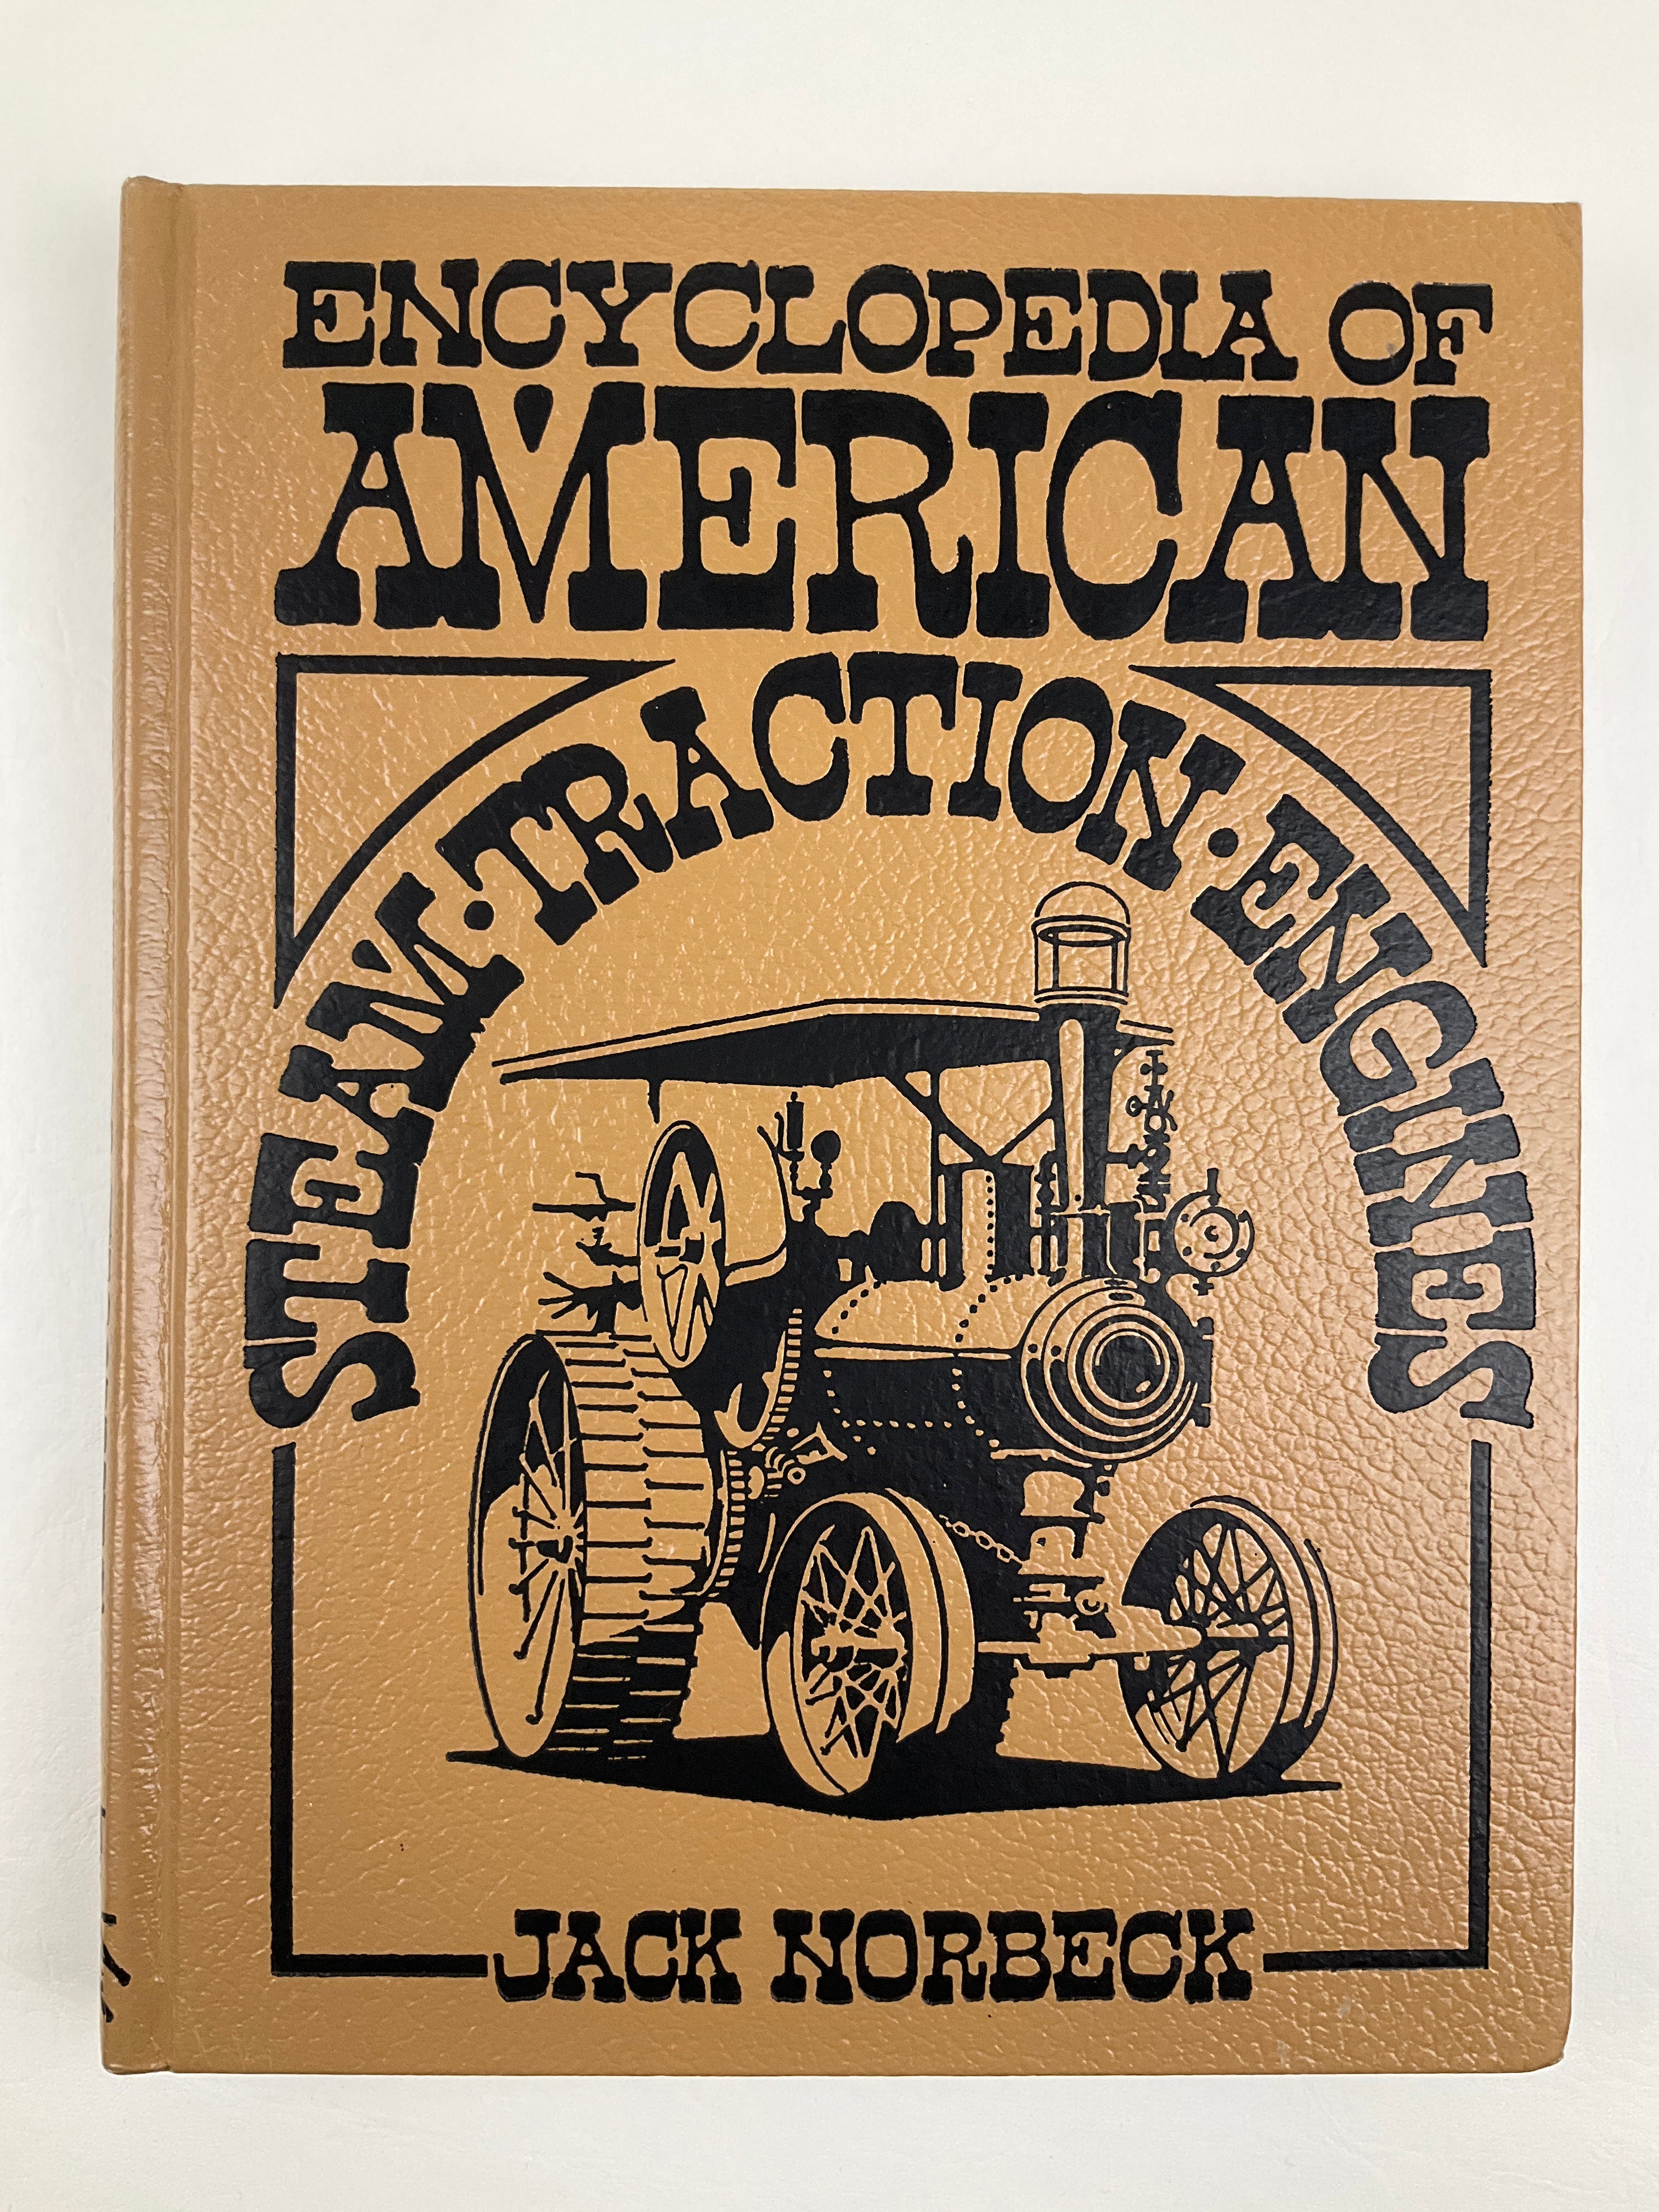 ENCYCLOPEDIA OF
AMERICAN
STEAM·TRACTION·ENGINES
JACK NORBECK